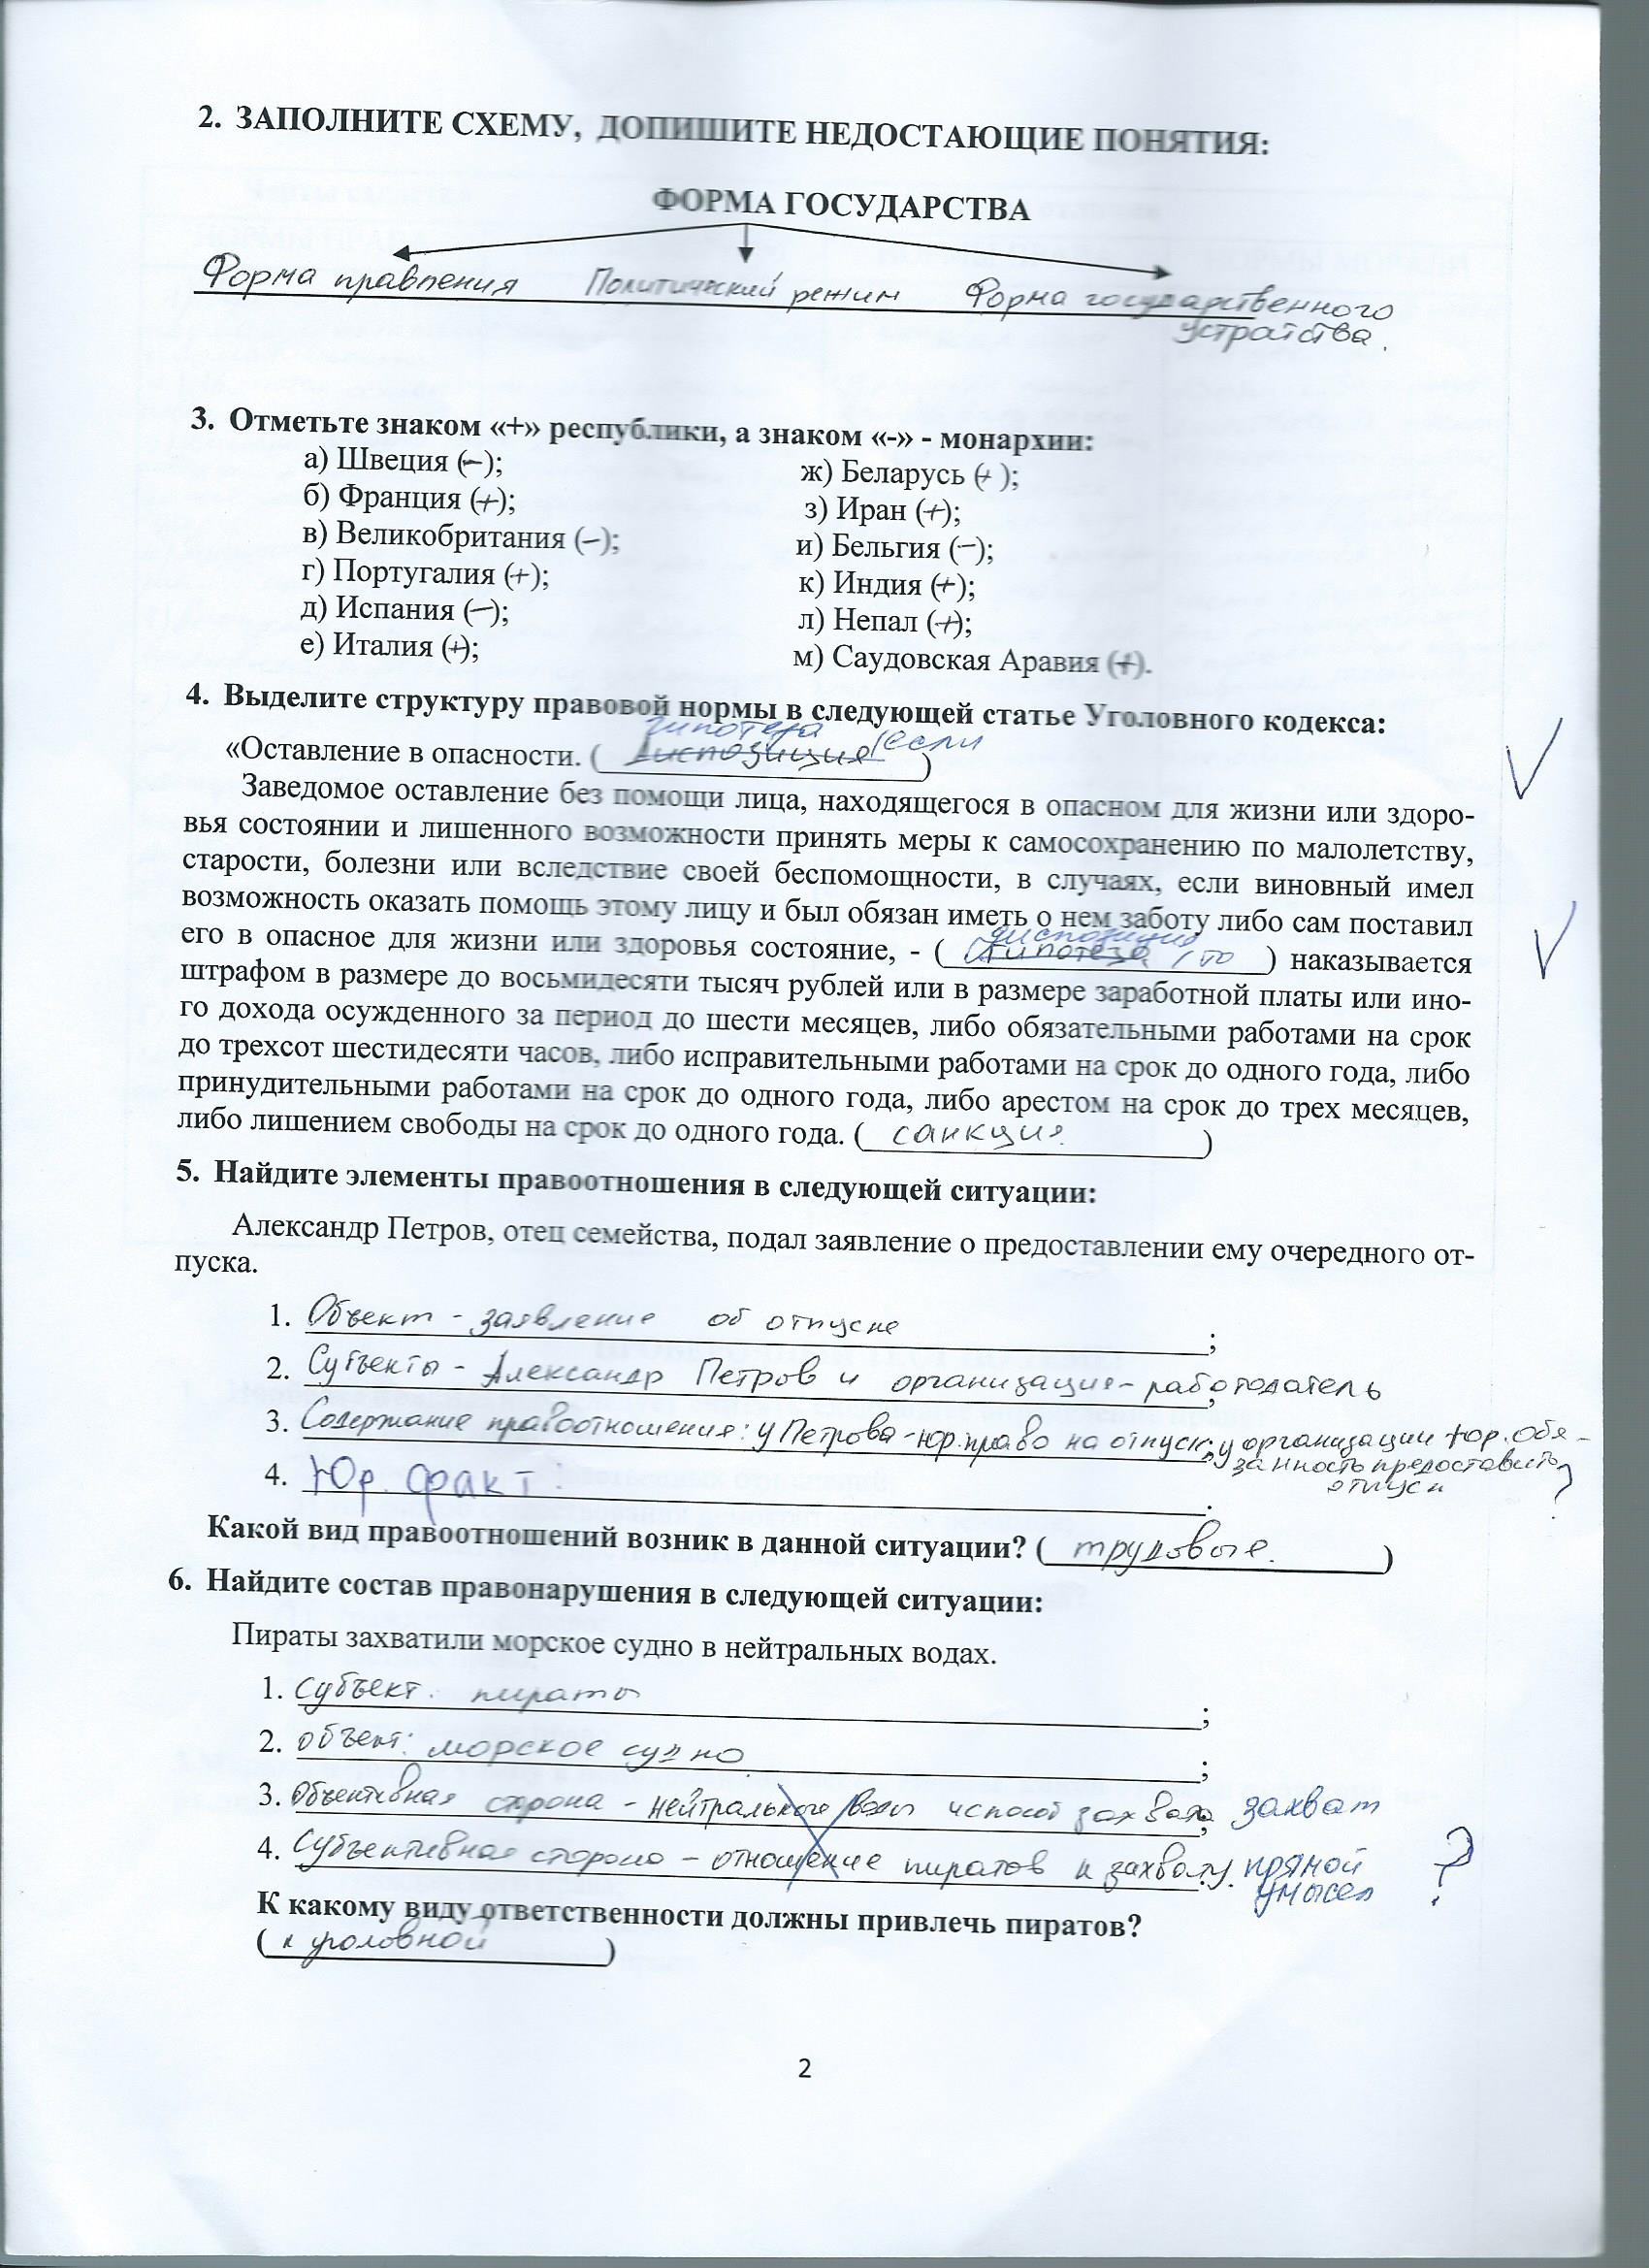 2. ЗАПОЛНИТЕ СХЕМУ, ДОПИШИТЕ НЕДОСТАЮЩИЕ ПОНЯТИЯ:
ФОРМА ГОСУДАРСТВА
Форма правления Политический режим Форма государственного
устрайства.
3. Отметьте знаком «+» республики, а знаком «-» - монархии:
а) Швеция (–);
б) Франция (+);
в) Великобритания (–);
г) Португалия (+);
д) Испания (–);
е) Италия (+);
ж) Беларусь (+);
з) Иран (+);
и) Бельгия (–);
к) Индия (+);
л) Непал (+);
м) Саудовская Аравия (+).
4. Выделите структуру правовой нормы в следующей статье Уголовного кодекса:
гипотеза
«Оставление в опасности. (диспозиция /если)
Заведомое оставление без помощи лица, находящегося в опасном для жизни или здоро-
вья состоянии и лишенного возможности принять меры к самосохранению по малолетству,
старости, болезни или вследствие своей беспомощности, в случаях, если виновный имел
возможность оказать помощь этому лицу и был обязан иметь о нем заботу либо сам поставил
диспозиция
его в опасное для жизни или здоровья состояние, - (гипотеза /то) наказывается
штрафом в размере до восьмидесяти тысяч рублей или в размере заработной платы или ино-
го дохода осужденного за период до шести месяцев, либо обязательными работами на срок
до трехсот шестидесяти часов, либо исправительными работами на срок до одного года, либо
принудительными работами на срок до одного года, либо арестом на срок до трех месяцев,
либо лишением свободы на срок до одного года. (санкция)
5. Найдите элементы правоотношения в следующей ситуации:
Александр Петров, отец семейства, подал заявление о предоставлении ему очередного от-
пуска.
1. Объект - заявление об отпуске;
2. Субъекты - Александр Петров и организация - работодатель;
3. Содержание правоотношения: у Петрова - юр. право на отпуск; у организации юр. обя-
занность предоставить
отпуск
4. Юр. факт: .
?
Какой вид правоотношений возник в данной ситуации? (трудовые.)
6. Найдите состав правонарушения в следующей ситуации:
Пираты захватили морское судно в нейтральных водах.
1. субъект: пираты;
2. объект: морское судно;
3. Объективная сторона - нейтральные воды и способ захвата; захват
4. Субъективная сторона - отношение пиратов к захвату. прямой
умысел
?
К какому виду ответственности должны привлечь пиратов?
(к уголовной)
2